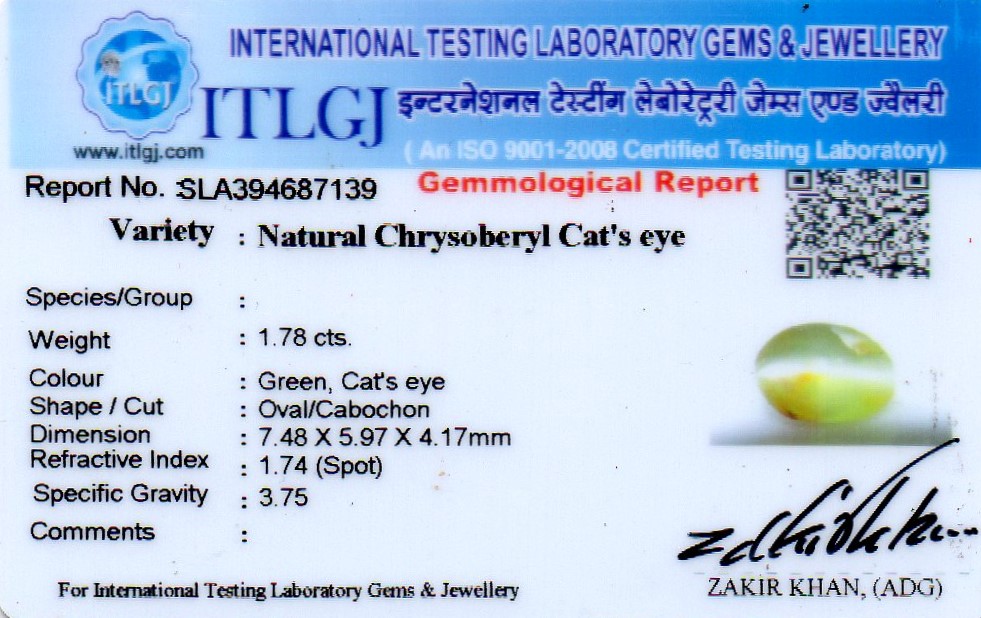 INTERNATIONAL TESTING LABORATORY GEMS & JEWELLERY
ITLGJ
ITLGJ
इन्टरनेशनल टेस्टींग लेबोरेट्ररी जेम्स एण्ड ज्वैलरी
www.itlgj.com
( An ISO 9001-2008 Certified Testing Laboratory)
Report No. :SLA394687139
Gemmological Report
Variety : Natural Chrysoberyl Cat's eye
Species/Group :
Weight : 1.78 cts.
Colour : Green, Cat's eye
Shape / Cut : Oval/Cabochon
Dimension : 7.48 X 5.97 X 4.17mm
Refractive Index : 1.74 (Spot)
Specific Gravity : 3.75
Comments :
For International Testing Laboratory Gems & Jewellery
ZAKIR KHAN, (ADG)